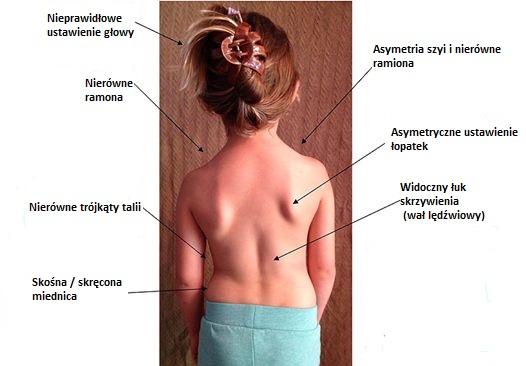 Nieprawidłowe
ustawienie głowy
Nierówne
ramona
Nierówne trójkąty talii
Skośna / skręcona
miednica
Asymetria szyi i nierówne
ramiona
Asymetryczne ustawienie
łopatek
Widoczny łuk
skrzywienia
(wał lędźwiowy)